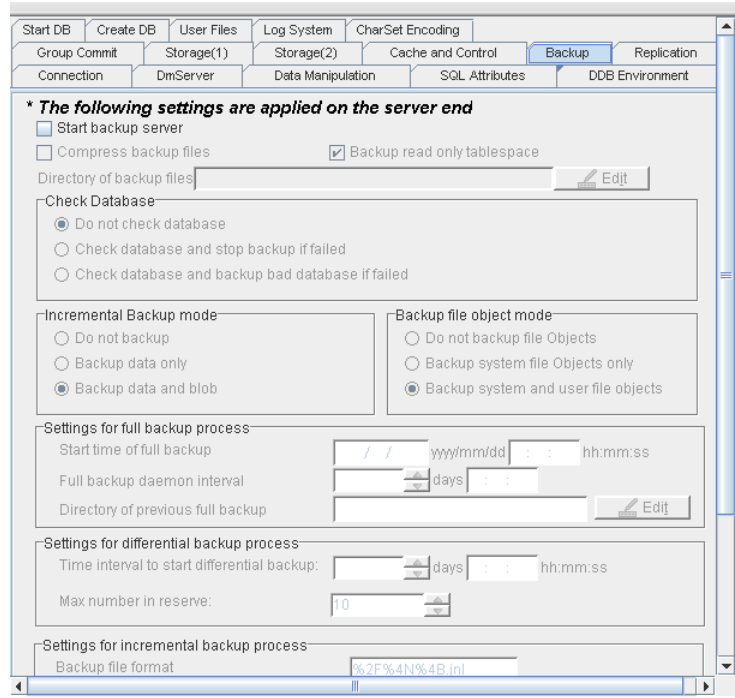 Start DB Create DB User Files Log System CharSet Encoding
Group Commit Storage(1) Storage(2) Cache and Control Backup Replication
Connection DmServer Data Manipulation SQL Attributes DDB Environment
* The following settings are applied on the server end
Start backup server
Compress backup files Backup read only tablespace
Directory of backup files Edit
Check Database
Do not check database
Check database and stop backup if failed
Check database and backup bad database if failed
Incremental Backup mode
Do not backup
Backup data only
Backup data and blob
Backup file object mode
Do not backup file Objects
Backup system file Objects only
Backup system and user file objects
Settings for full backup process
Start time of full backup / / yyyy/mm/dd : : hh:mm:ss
Full backup daemon interval days : :
Directory of previous full backup Edit
Settings for differential backup process
Time interval to start differential backup: days : : hh:mm:ss
Max number in reserve: 10
Settings for incremental backup process
Backup file format %2F%4N%4B.jnl